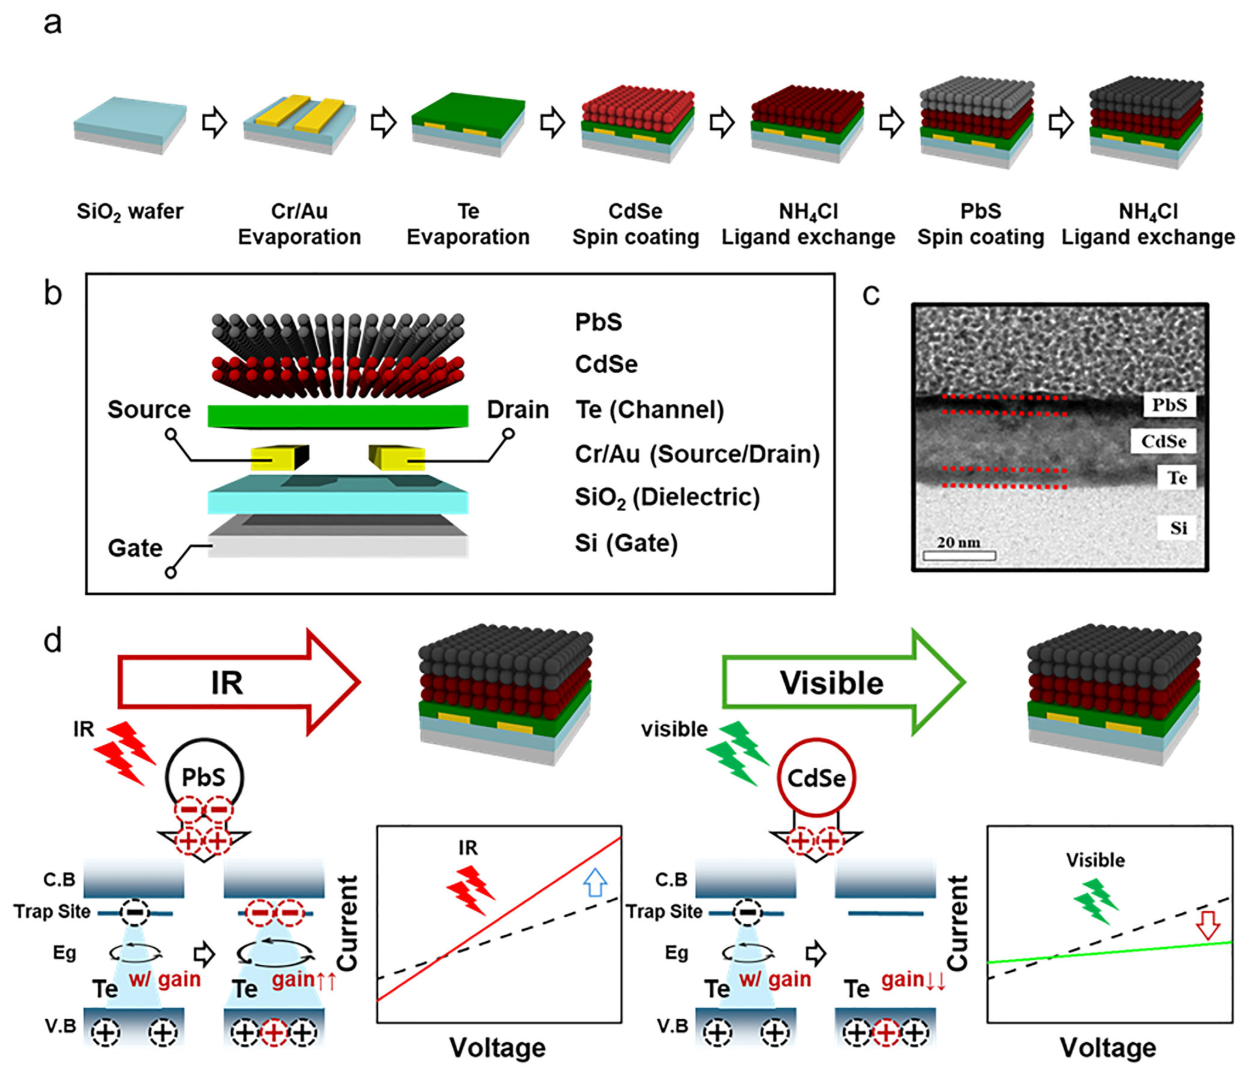 a
SiO₂ wafer
Cr/Au
Evaporation
Te
Evaporation
CdSe
Spin coating
NH₄Cl
Ligand exchange
PbS
Spin coating
NH₄Cl
Ligand exchange
b
Source
Drain
Gate
PbS
CdSe
Te (Channel)
Cr/Au (Source/Drain)
SiO₂ (Dielectric)
Si (Gate)
c
PbS
CdSe
Te
Si
20 nm
d
IR
IR
PbS
C.B
Trap Site
Eg
w/ gain
Te
Te
gain↑↑
V.B
IR
Current
Voltage
Visible
visible
CdSe
C.B
Trap Site
Eg
w/ gain
Te
Te
gain↓↓
V.B
Visible
Current
Voltage